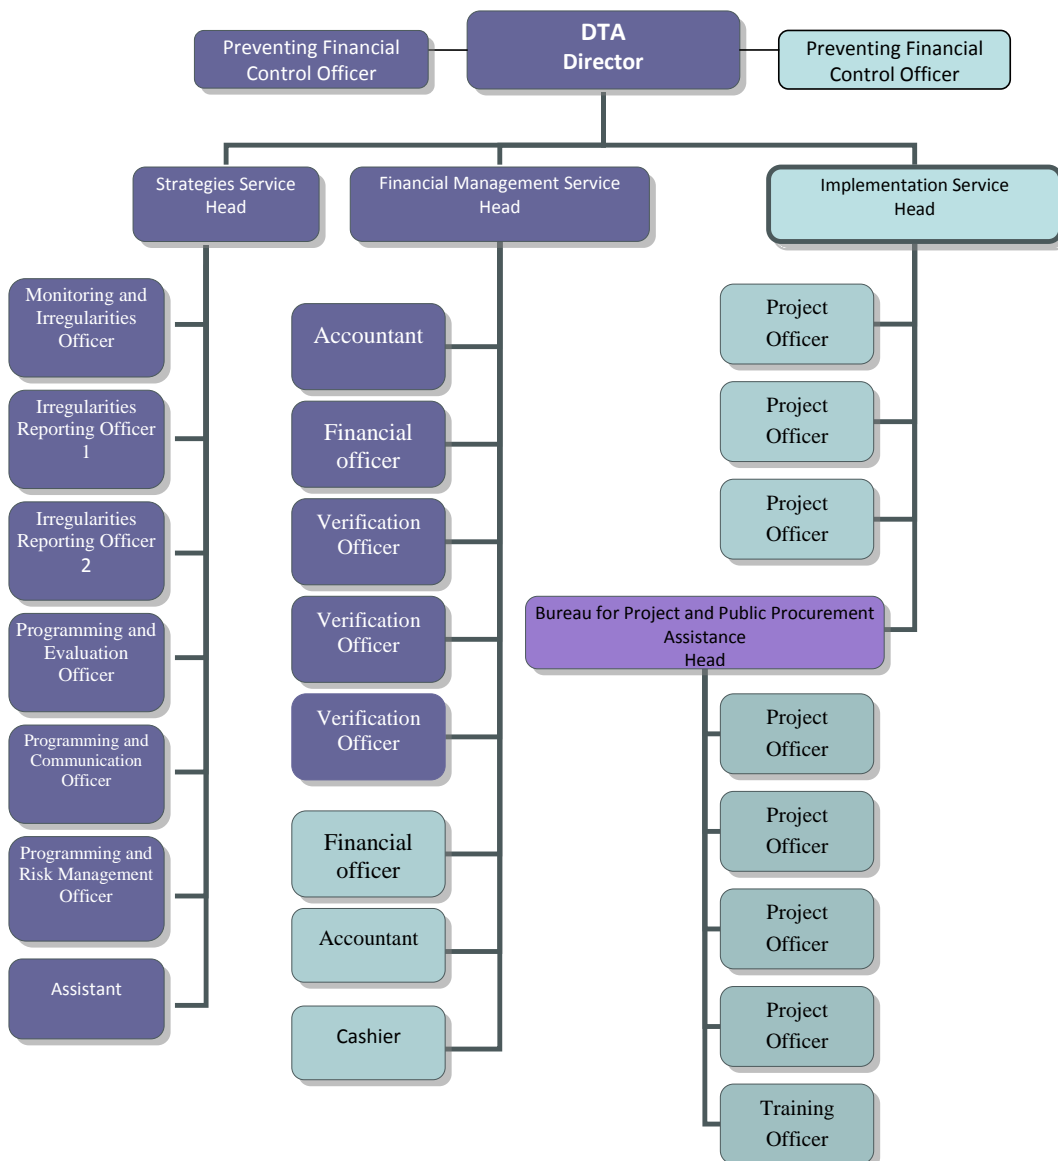 DTA
Director
Preventing Financial
Control Officer
Preventing Financial
Control Officer
Strategies Service
Head
Financial Management Service
Head
Implementation Service
Head
Monitoring and
Irregularities
Officer
Irregularities
Reporting Officer
1
Irregularities
Reporting Officer
2
Programming and
Evaluation
Officer
Programming and
Communication
Officer
Programming and
Risk Management
Officer
Assistant
Accountant
Financial
officer
Verification
Officer
Verification
Officer
Verification
Officer
Financial
officer
Accountant
Cashier
Project
Officer
Project
Officer
Project
Officer
Bureau for Project and Public Procurement
Assistance
Head
Project
Officer
Project
Officer
Project
Officer
Project
Officer
Training
Officer